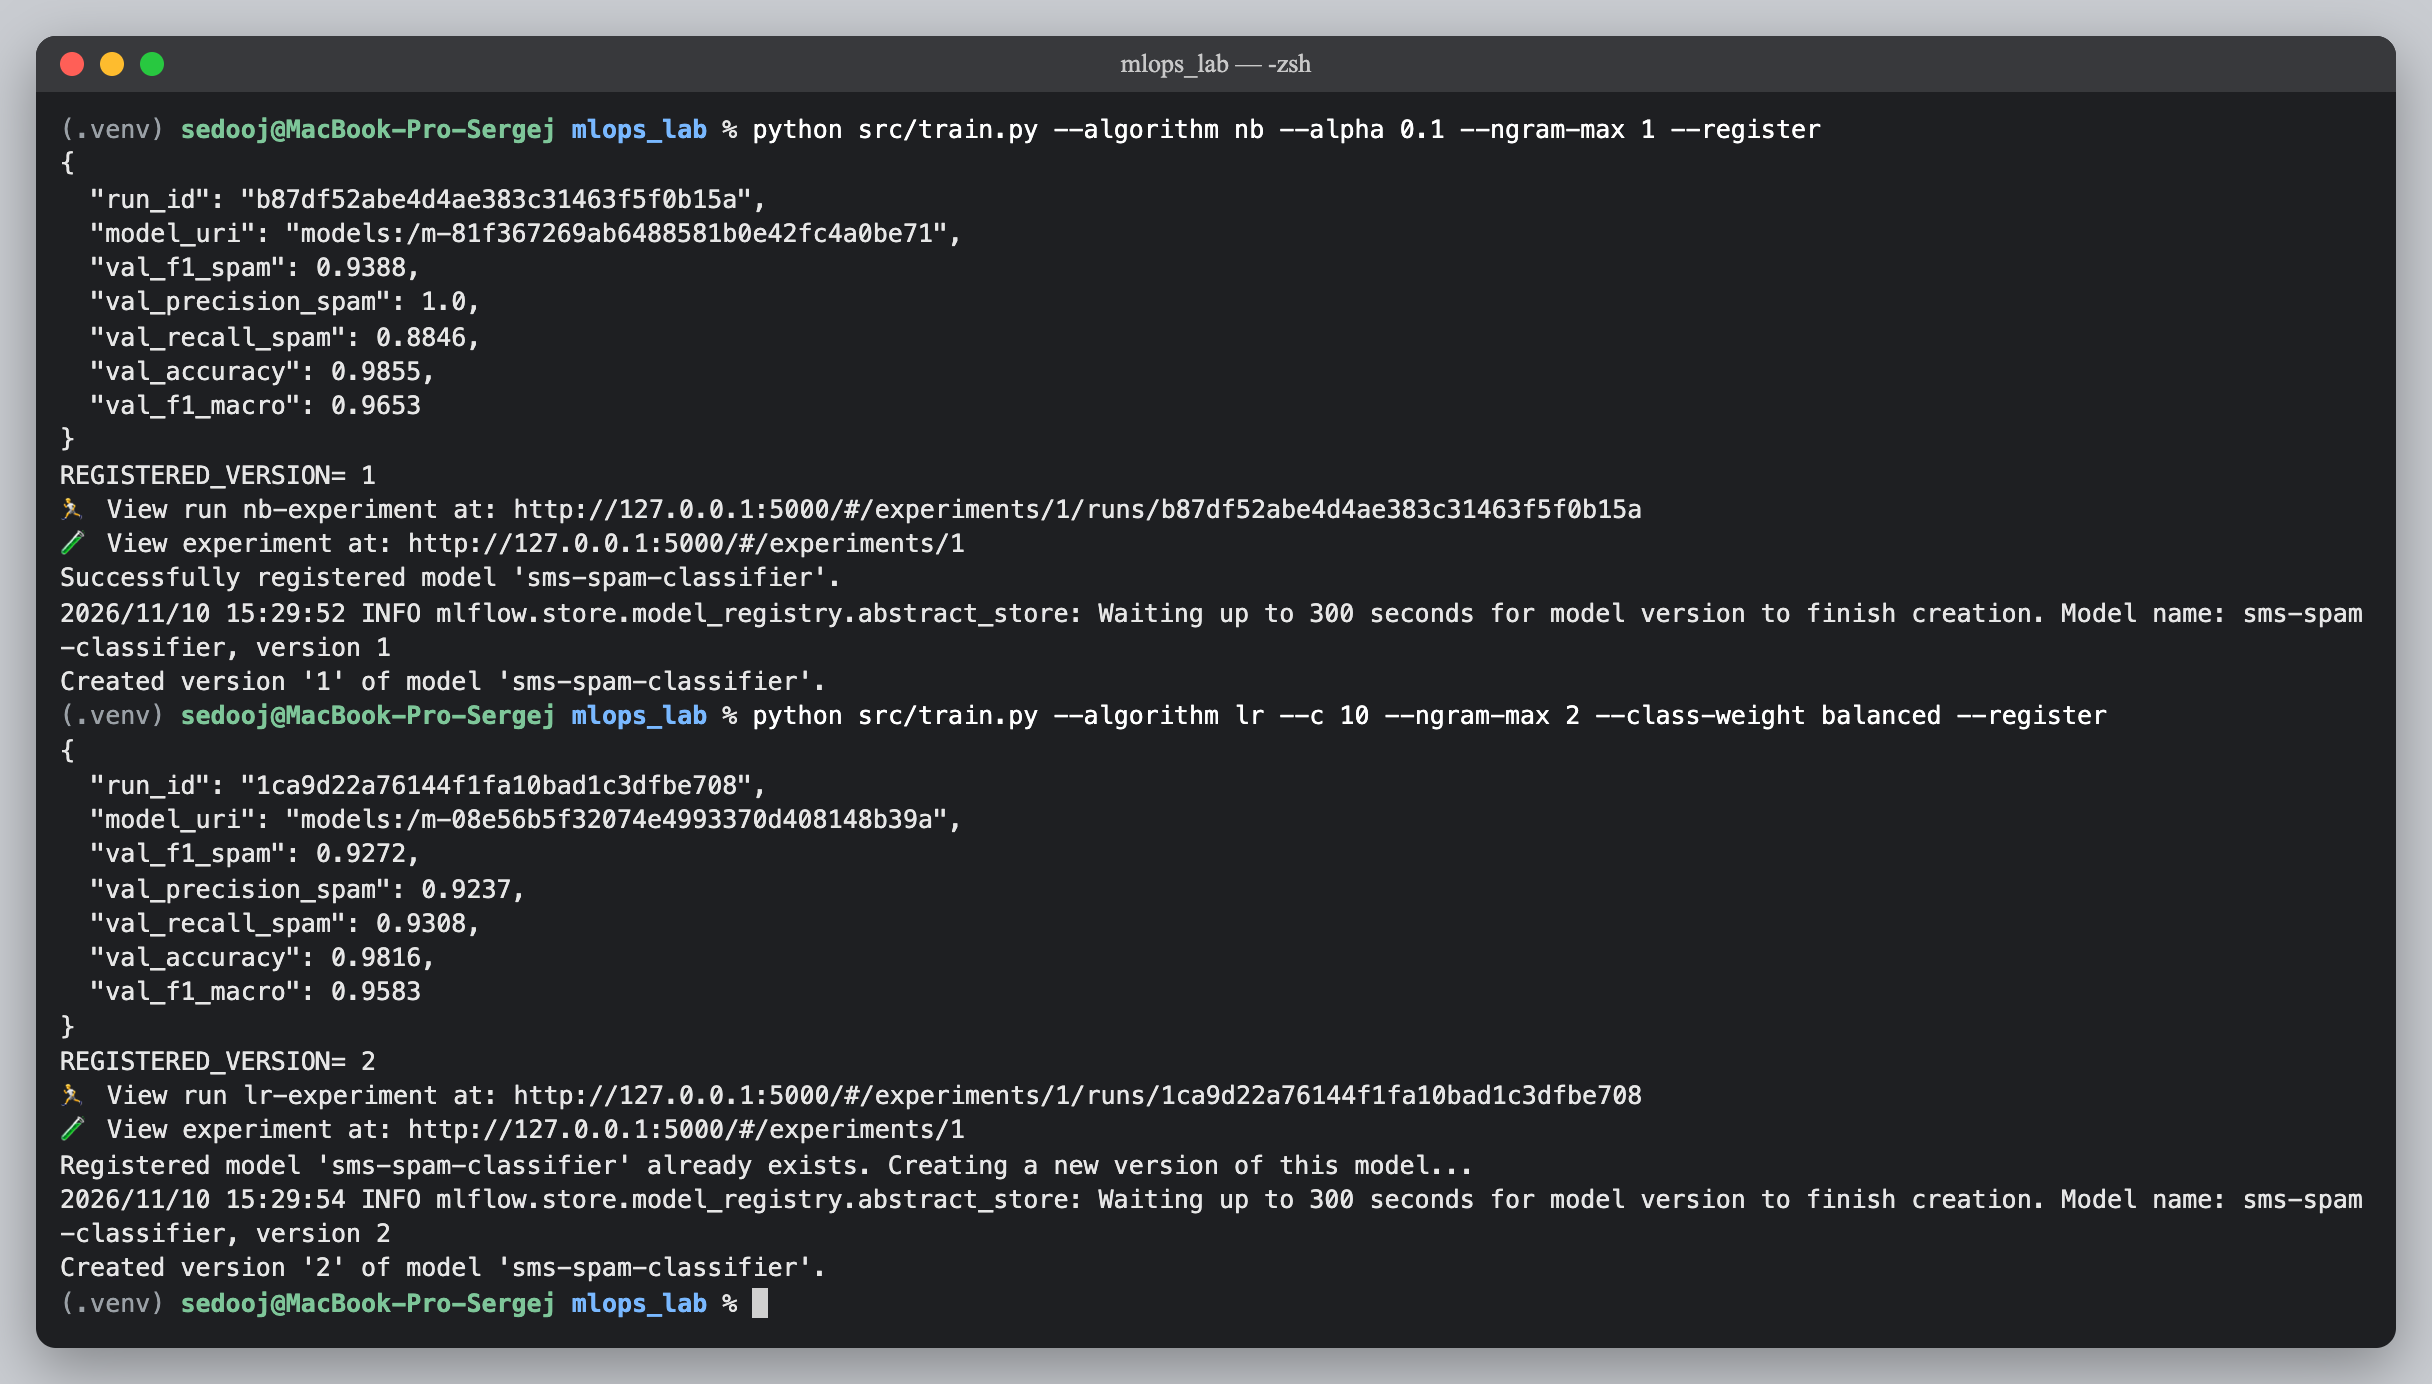 mlops_lab — -zsh
(.venv) sedooj@MacBook-Pro-Sergej mlops_lab % python src/train.py --algorithm nb --alpha 0.1 --ngram-max 1 --register
{
  "run_id": "b87df52abe4d4ae383c31463f5f0b15a",
  "model_uri": "models:/m-81f367269ab6488581b0e42fc4a0be71",
  "val_f1_spam": 0.9388,
  "val_precision_spam": 1.0,
  "val_recall_spam": 0.8846,
  "val_accuracy": 0.9855,
  "val_f1_macro": 0.9653
}
REGISTERED_VERSION= 1
🏃 View run nb-experiment at: http://127.0.0.1:5000/#/experiments/1/runs/b87df52abe4d4ae383c31463f5f0b15a
🧪 View experiment at: http://127.0.0.1:5000/#/experiments/1
Successfully registered model 'sms-spam-classifier'.
2026/11/10 15:29:52 INFO mlflow.store.model_registry.abstract_store: Waiting up to 300 seconds for model version to finish creation. Model name: sms-spam
-classifier, version 1
Created version '1' of model 'sms-spam-classifier'.
(.venv) sedooj@MacBook-Pro-Sergej mlops_lab % python src/train.py --algorithm lr --c 10 --ngram-max 2 --class-weight balanced --register
{
  "run_id": "1ca9d22a76144f1fa10bad1c3dfbe708",
  "model_uri": "models:/m-08e56b5f32074e4993370d408148b39a",
  "val_f1_spam": 0.9272,
  "val_precision_spam": 0.9237,
  "val_recall_spam": 0.9308,
  "val_accuracy": 0.9816,
  "val_f1_macro": 0.9583
}
REGISTERED_VERSION= 2
🏃 View run lr-experiment at: http://127.0.0.1:5000/#/experiments/1/runs/1ca9d22a76144f1fa10bad1c3dfbe708
🧪 View experiment at: http://127.0.0.1:5000/#/experiments/1
Registered model 'sms-spam-classifier' already exists. Creating a new version of this model...
2026/11/10 15:29:54 INFO mlflow.store.model_registry.abstract_store: Waiting up to 300 seconds for model version to finish creation. Model name: sms-spam
-classifier, version 2
Created version '2' of model 'sms-spam-classifier'.
(.venv) sedooj@MacBook-Pro-Sergej mlops_lab %